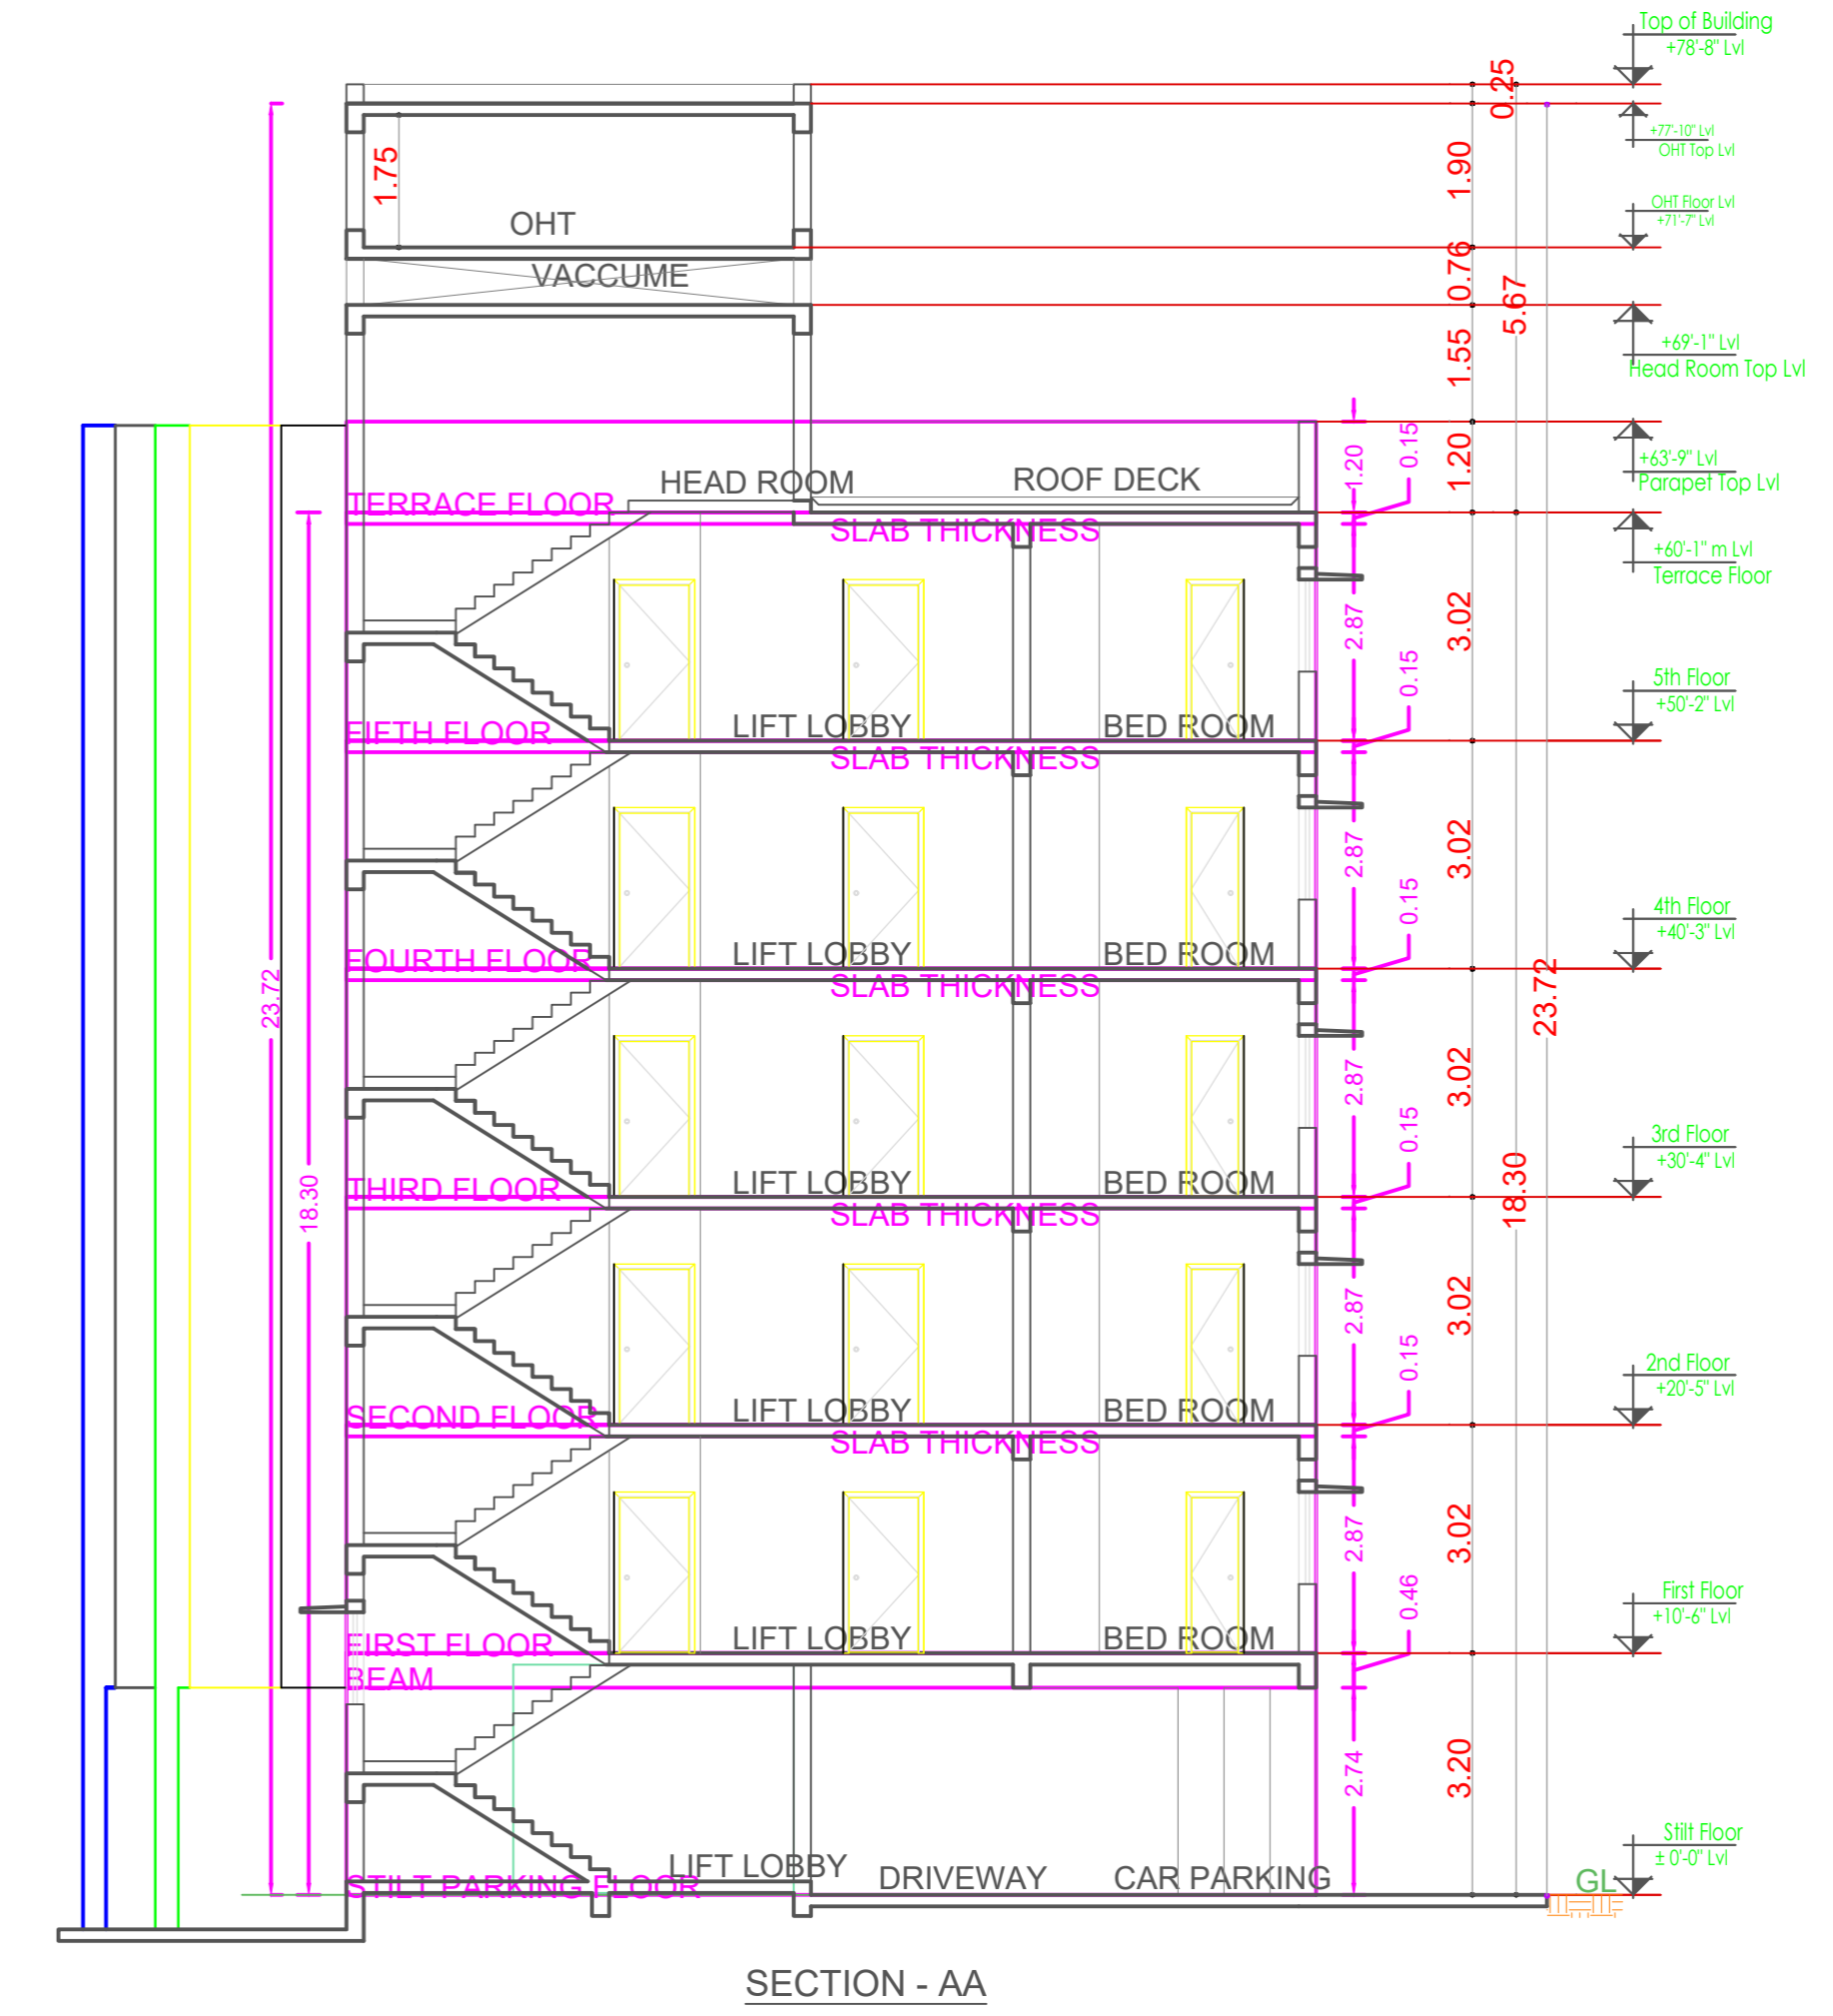 Top of Building
+78'-8" Lvl
0.25
+77'-10" Lvl
OHT Top Lvl
1.75
1.90
OHT
OHT Floor Lvl
+71'-7" Lvl
VACCUME
0.76
5.67
1.55
+69'-1" Lvl
Head Room Top Lvl
1.20
0.15
1.20
+63'-9" Lvl
Parapet Top Lvl
HEAD ROOM
ROOF DECK
TERRACE FLOOR
SLAB THICKNESS
+60'-1" m Lvl
Terrace Floor
2.87
3.02
0.15
5th Floor
+50'-2" Lvl
FIFTH FLOOR
LIFT LOBBY
BED ROOM
SLAB THICKNESS
2.87
3.02
0.15
4th Floor
+40'-3" Lvl
FOURTH FLOOR
LIFT LOBBY
BED ROOM
SLAB THICKNESS
23.72
23.72
2.87
3.02
0.15
3rd Floor
+30'-4" Lvl
THIRD FLOOR
LIFT LOBBY
BED ROOM
SLAB THICKNESS
18.30
18.30
2.87
3.02
0.15
2nd Floor
+20'-5" Lvl
SECOND FLOOR
LIFT LOBBY
BED ROOM
SLAB THICKNESS
2.87
3.02
0.46
First Floor
+10'-6" Lvl
FIRST FLOOR
LIFT LOBBY
BED ROOM
BEAM
2.74
3.20
Stilt Floor
± 0'-0" Lvl
STILT PARKING FLOOR
LIFT LOBBY
DRIVEWAY
CAR PARKING
GL
SECTION - AA